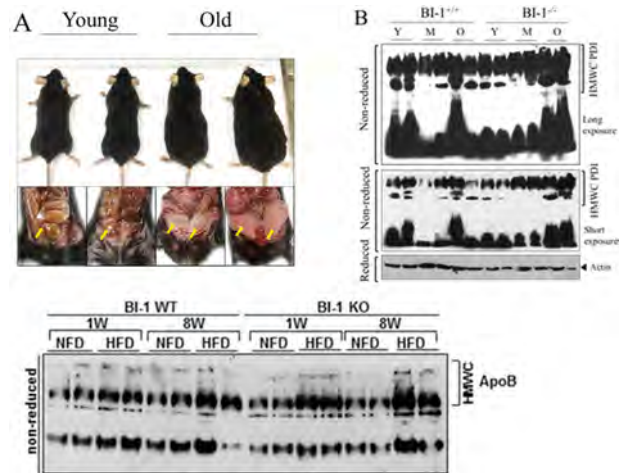 A
Young Old
B
BI-1+/+ BI-1-/-
Y M O Y M O
Non-reduced
HMWC PDI
Long
exposure
Non-reduced
HMWC PDI
Short
exposure
Reduced
Actin
BI-1 WT BI-1 KO
1W 8W 1W 8W
NFD HFD NFD HFD NFD HFD NFD HFD
non-reduced
HMWC
ApoB